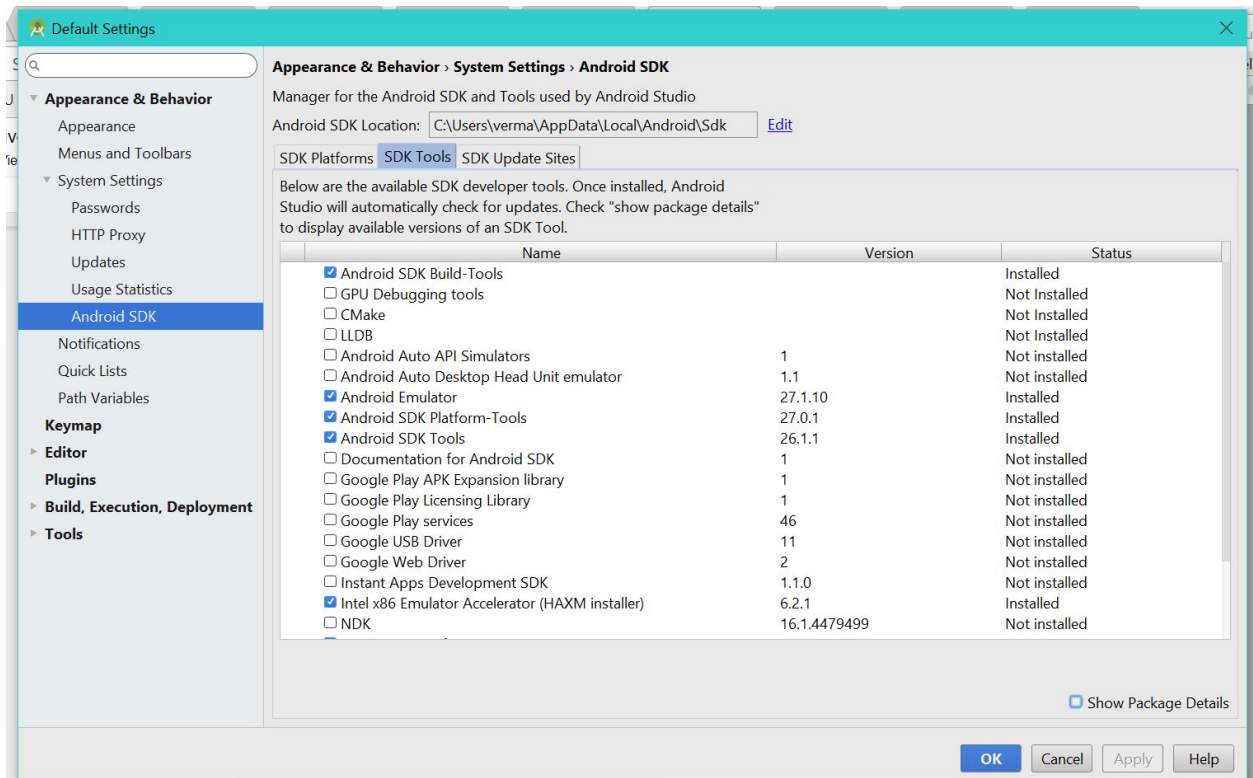 Default Settings
Appearance & Behavior › System Settings › Android SDK
Manager for the Android SDK and Tools used by Android Studio
Android SDK Location: C:\Users\verma\AppData\Local\Android\Sdk Edit
Appearance & Behavior
Appearance
Menus and Toolbars
System Settings
Passwords
HTTP Proxy
Updates
Usage Statistics
Android SDK
Notifications
Quick Lists
Path Variables
Keymap
Editor
Plugins
Build, Execution, Deployment
Tools
SDK Platforms SDK Tools SDK Update Sites
Below are the available SDK developer tools. Once installed, Android
Studio will automatically check for updates. Check "show package details"
to display available versions of an SDK Tool.
Name Version Status
Android SDK Build-Tools Installed
GPU Debugging tools Not Installed
CMake Not Installed
LLDB Not Installed
Android Auto API Simulators 1 Not installed
Android Auto Desktop Head Unit emulator 1.1 Not installed
Android Emulator 27.1.10 Installed
Android SDK Platform-Tools 27.0.1 Installed
Android SDK Tools 26.1.1 Installed
Documentation for Android SDK 1 Not installed
Google Play APK Expansion library 1 Not installed
Google Play Licensing Library 1 Not installed
Google Play services 46 Not installed
Google USB Driver 11 Not installed
Google Web Driver 2 Not installed
Instant Apps Development SDK 1.1.0 Not installed
Intel x86 Emulator Accelerator (HAXM installer) 6.2.1 Installed
NDK 16.1.4479499 Not installed
Show Package Details
OK Cancel Apply Help